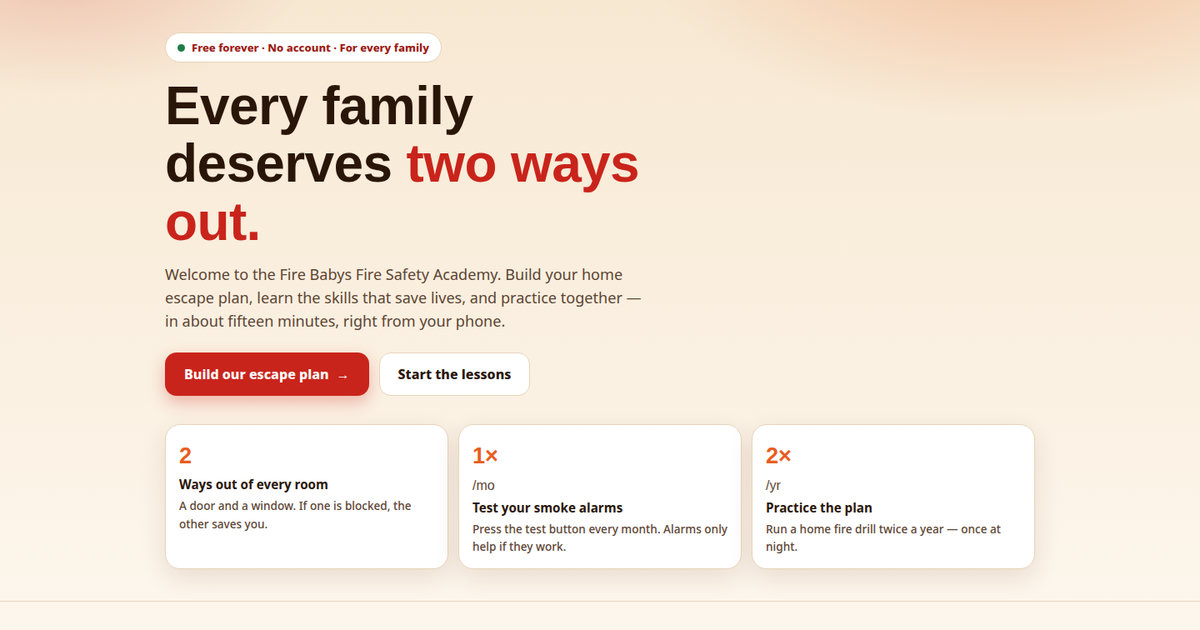 Free forever · No account · For every family
Every family
deserves two ways
out.
Welcome to the Fire Babys Fire Safety Academy. Build your home
escape plan, learn the skills that save lives, and practice together —
in about fifteen minutes, right from your phone.
Build our escape plan →
Start the lessons
2
Ways out of every room
A door and a window. If one is blocked, the
other saves you.
1×
/mo
Test your smoke alarms
Press the test button every month. Alarms only
help if they work.
2×
/yr
Practice the plan
Run a home fire drill twice a year — once at
night.